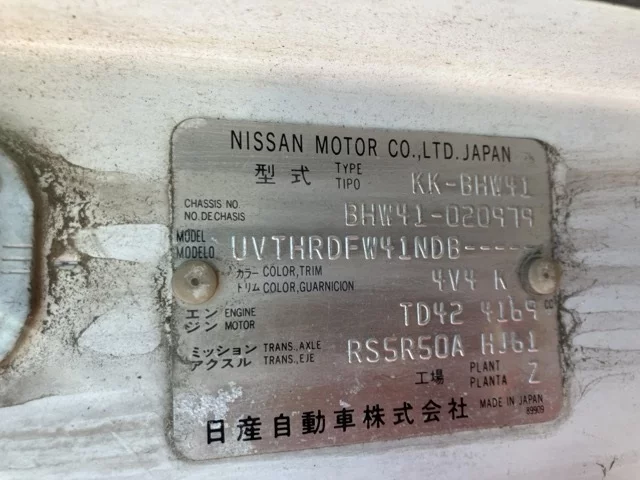 NISSAN MOTOR CO.,LTD. JAPAN
型式 TYPE TIPO KK-BHW41
CHASSIS NO. NO. DE CHASIS BHW41-020979
MODEL MODELO UVTHRDFW41NDB-----
カラー トリム COLOR, TRIM COLOR, GUARNICION 4V4 K
エンジン ENGINE MOTOR TD42 4169 cc
ミッション アクスル TRANS., AXLE TRANS., EJE RS5R50A HJ61
工場 PLANT PLANTA Z
日産自動車株式会社 MADE IN JAPAN
89909